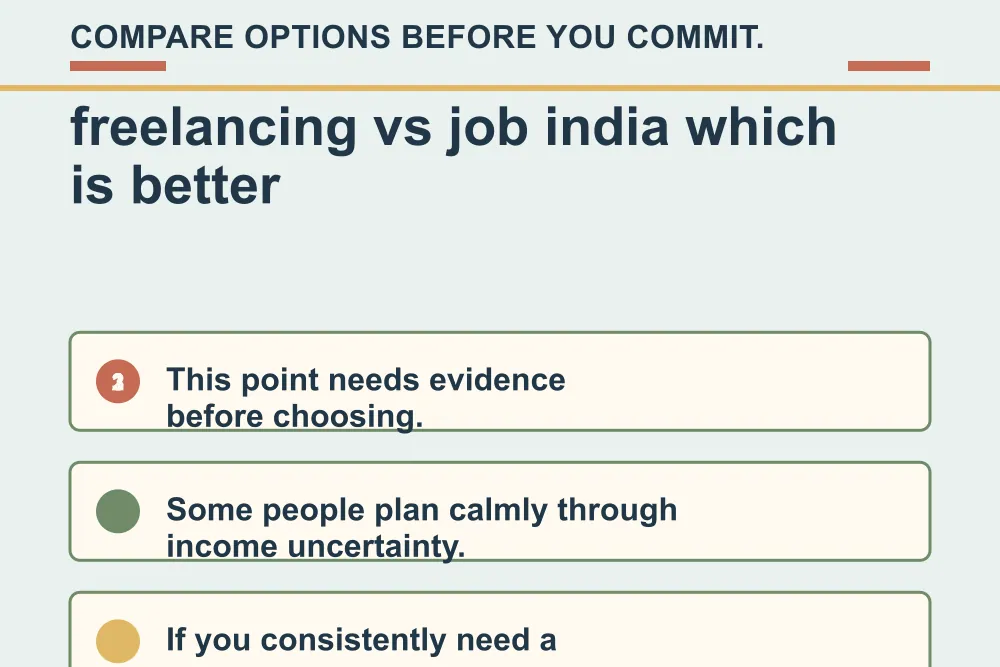 COMPARE OPTIONS BEFORE YOU COMMIT.
freelancing vs job india which
is better
This point needs evidence
before choosing.
Some people plan calmly through
income uncertainty.
If you consistently need a